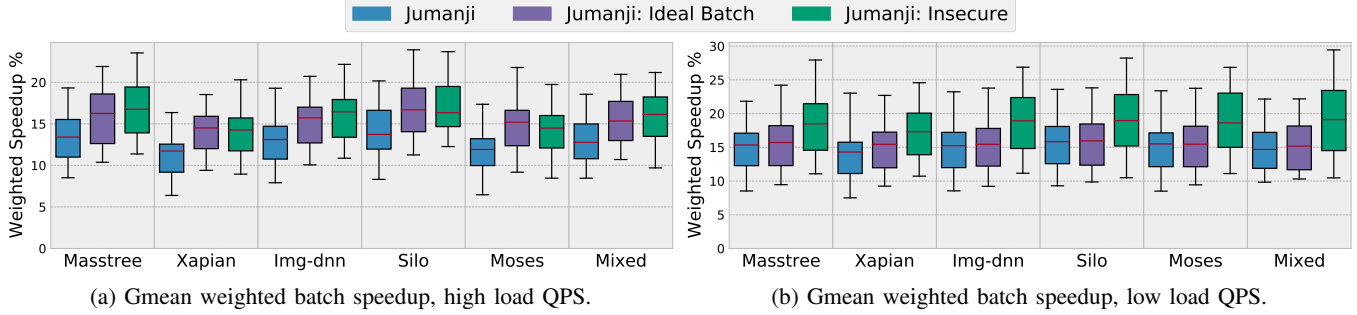 Jumanji Jumanji: Ideal Batch Jumanji: Insecure
Weighted Speedup %
20
15
10
5
0
Masstree Xapian Img-dnn Silo Moses Mixed
(a) Gmean weighted batch speedup, high load QPS.
Weighted Speedup %
30
25
20
15
10
5
0
Masstree Xapian Img-dnn Silo Moses Mixed
(b) Gmean weighted batch speedup, low load QPS.